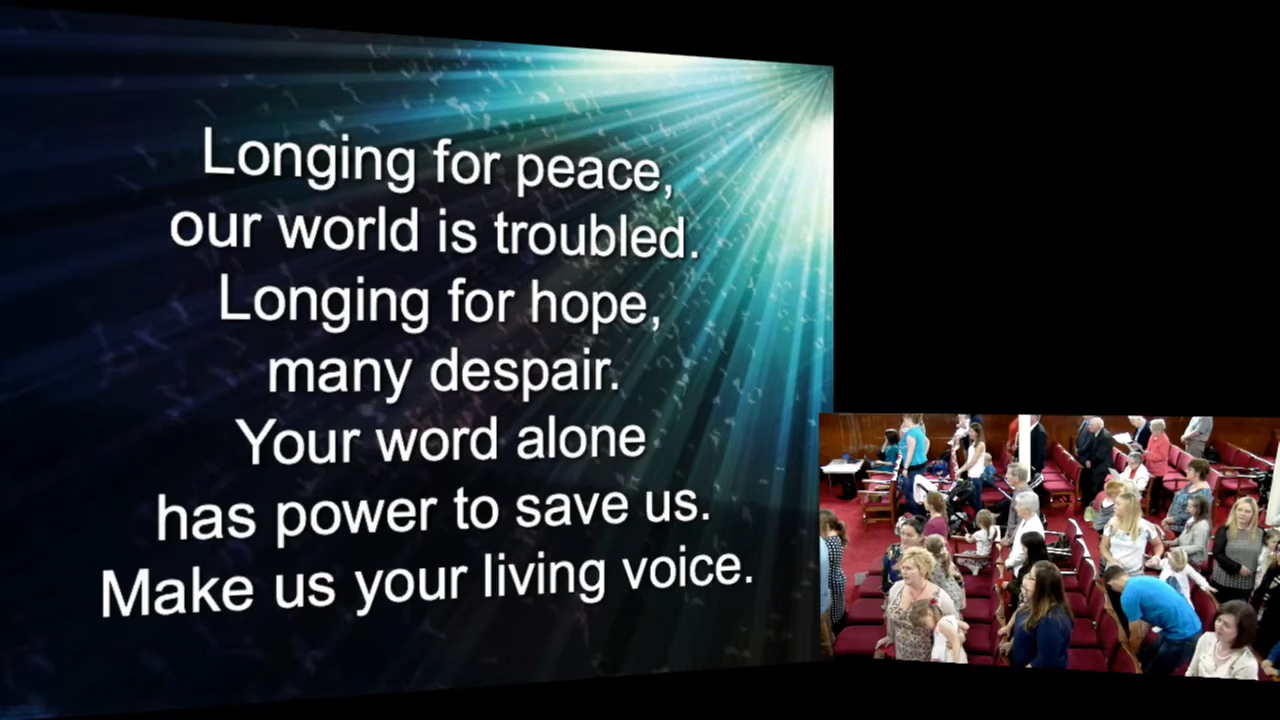 Longing for peace,
our world is troubled.
Longing for hope,
many despair.
Your word alone
has power to save us.
Make us your living voice.